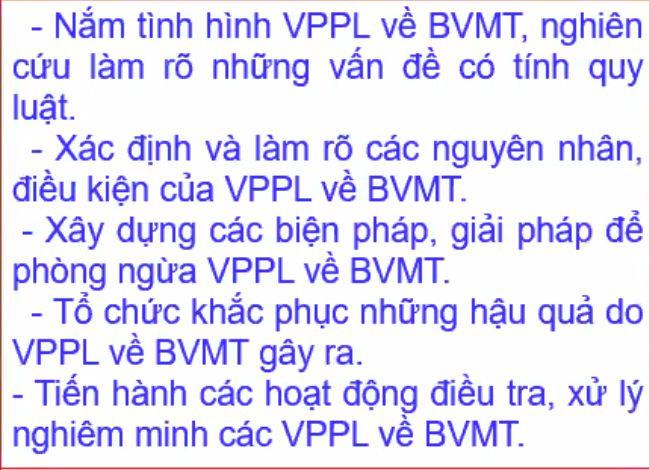 - Nắm tình hình VPPL về BVMT, nghiên
cứu làm rõ những vấn đề có tính quy
luật.
- Xác định và làm rõ các nguyên nhân,
điều kiện của VPPL về BVMT.
- Xây dựng các biện pháp, giải pháp để
phòng ngừa VPPL về BVMT.
- Tổ chức khắc phục những hậu quả do
VPPL về BVMT gây ra.
- Tiến hành các hoạt động điều tra, xử lý
nghiêm minh các VPPL về BVMT.